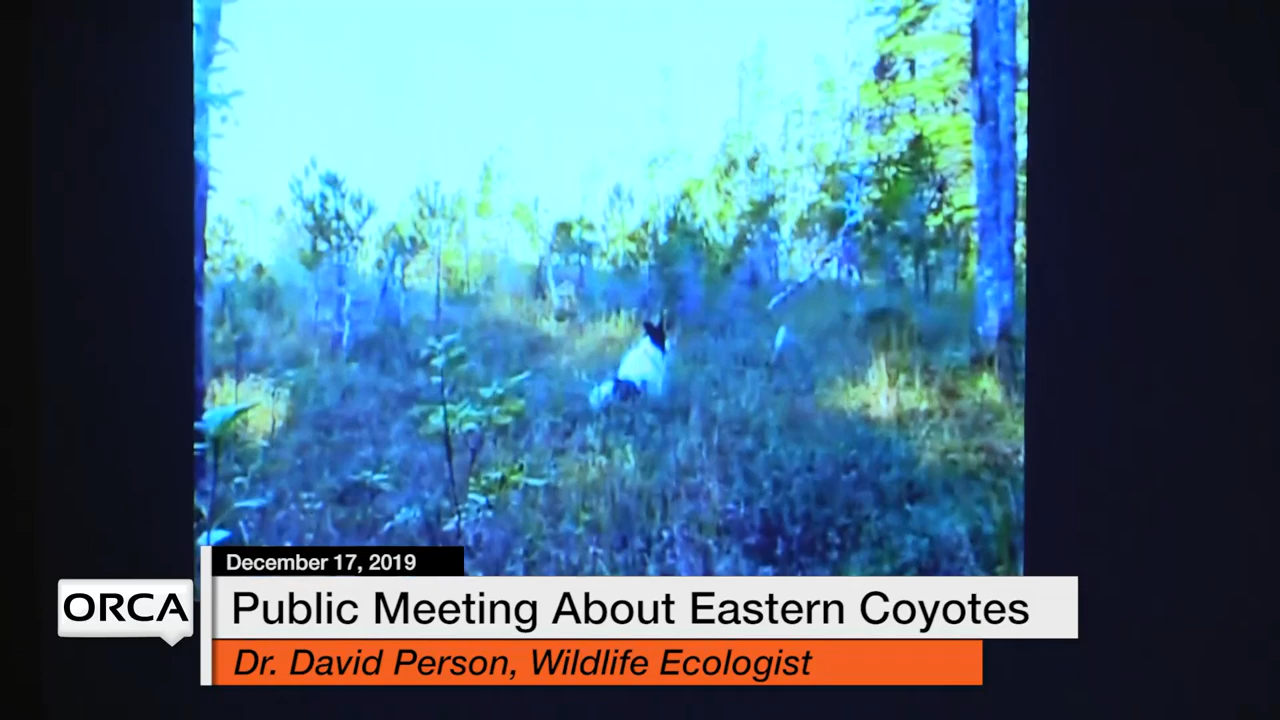 December 17, 2019
ORCA
Public Meeting About Eastern Coyotes
Dr. David Person, Wildlife Ecologist